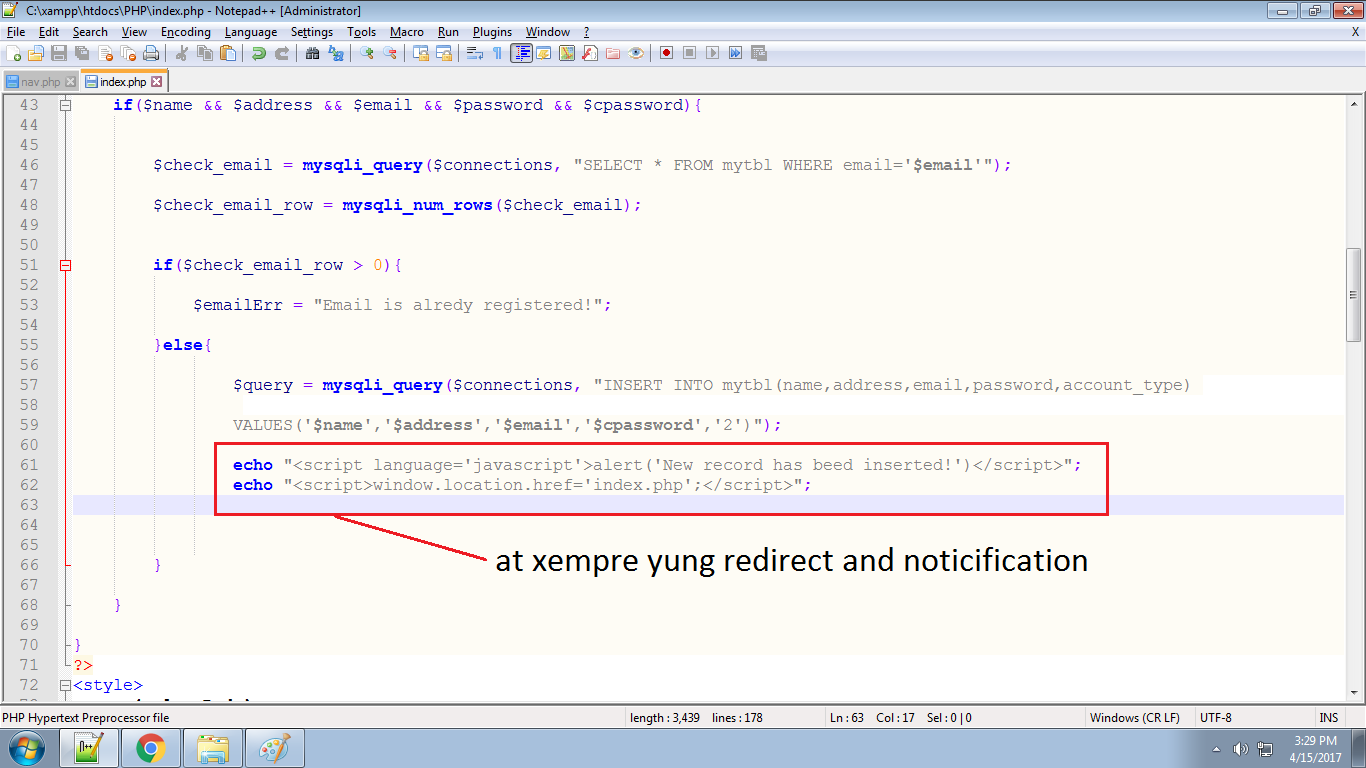 C:\xampp\htdocs\PHP\index.php - Notepad++ [Administrator]
File Edit Search View Encoding Language Settings Tools Macro Run Plugins Window ? X
nav.php index.php
43 if($name && $address && $email && $password && $cpassword){
44
45
46 $check_email = mysqli_query($connections, "SELECT * FROM mytbl WHERE email='$email'");
47
48 $check_email_row = mysqli_num_rows($check_email);
49
50
51 if($check_email_row > 0){
52
53 $emailErr = "Email is alredy registered!";
54
55 }else{
56
57 $query = mysqli_query($connections, "INSERT INTO mytbl(name,address,email,password,account_type)
58
59 VALUES('$name','$address','$email','$cpassword','2')");
60
61 echo "<script language='javascript'>alert('New record has beed inserted!')</script>";
62 echo "<script>window.location.href='index.php';</script>";
63
64
65
at xempre yung redirect and noticification
66 }
67
68 }
69
70 }
71 ?>
72 <style>
PHP Hypertext Preprocessor file length : 3,439 lines : 178 Ln : 63 Col : 17 Sel : 0 | 0 Windows (CR LF) UTF-8 INS
3:29 PM
4/15/2017